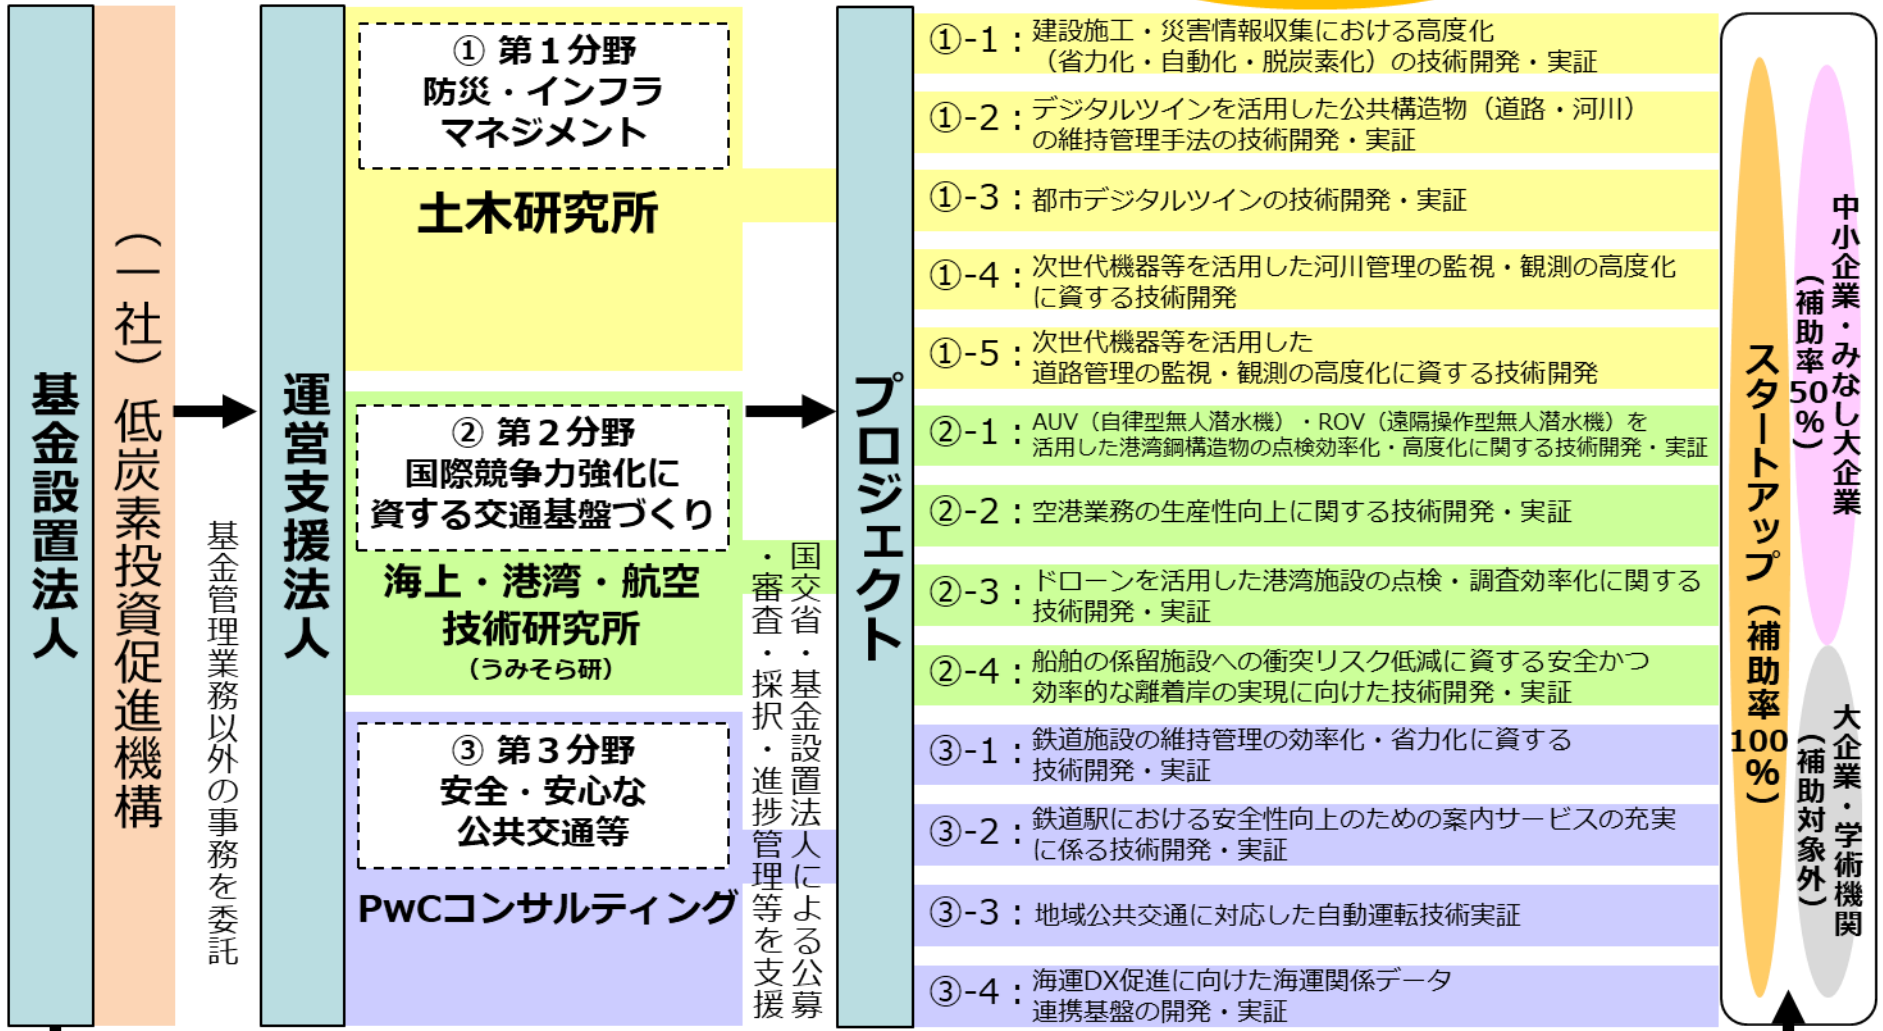 基金設置法人
（一社）低炭素投資促進機構
基金管理業務以外の事務を委託
運営支援法人
① 第１分野
防災・インフラ
マネジメント
土木研究所
② 第２分野
国際競争力強化に
資する交通基盤づくり
海上・港湾・航空
技術研究所
（うみそら研）
③ 第３分野
安全・安心な
公共交通等
PwCコンサルティング
国交省・基金設置法人による公募
・審査・採択・進捗管理等を支援
プロジェクト
①-1：建設施工・災害情報収集における高度化
（省力化・自動化・脱炭素化）の技術開発・実証
①-2：デジタルツインを活用した公共構造物（道路・河川）
の維持管理手法の技術開発・実証
①-3：都市デジタルツインの技術開発・実証
①-4：次世代機器等を活用した河川管理の監視・観測の高度化
に資する技術開発
①-5：次世代機器等を活用した
道路管理の監視・観測の高度化に資する技術開発
②-1：AUV（自律型無人潜水機）・ROV（遠隔操作型無人潜水機）を
活用した港湾鋼構造物の点検効率化・高度化に関する技術開発・実証
②-2：空港業務の生産性向上に関する技術開発・実証
②-3：ドローンを活用した港湾施設の点検・調査効率化に関する
技術開発・実証
②-4：船舶の係留施設への衝突リスク低減に資する安全かつ
効率的な離着岸の実現に向けた技術開発・実証
③-1：鉄道施設の維持管理の効率化・省力化に資する
技術開発・実証
③-2：鉄道駅における安全性向上のための案内サービスの充実
に係る技術開発・実証
③-3：地域公共交通に対応した自動運転技術実証
③-4：海運DX促進に向けた海運関係データ
連携基盤の開発・実証
スタートアップ（補助率100％）
中小企業・みなし大企業
（補助率50％）
大企業・学術機関
（補助対象外）